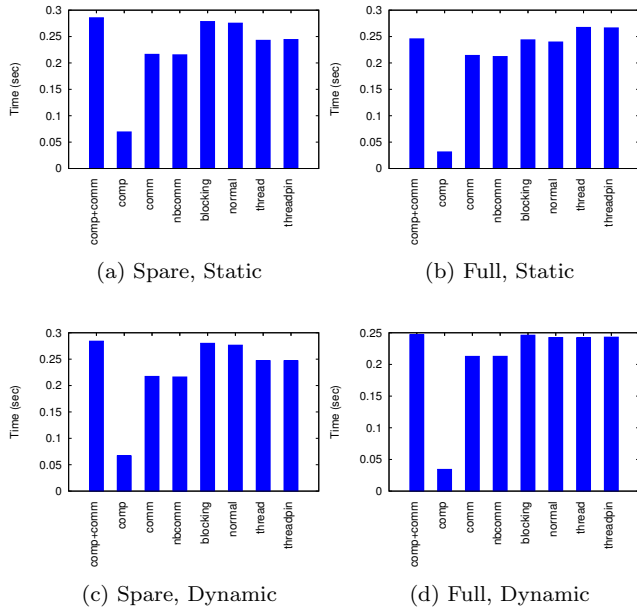 0.3
0.25
0.2
0.15
0.1
0.05
0
Time (sec)
comp+comm
comp
comm
nbcomm
blocking
normal
thread
threadpin
(a) Spare, Static
0.3
0.25
0.2
0.15
0.1
0.05
0
Time (sec)
comp+comm
comp
comm
nbcomm
blocking
normal
thread
threadpin
(b) Full, Static
0.3
0.25
0.2
0.15
0.1
0.05
0
Time (sec)
comp+comm
comp
comm
nbcomm
blocking
normal
thread
threadpin
(c) Spare, Dynamic
0.25
0.2
0.15
0.1
0.05
0
Time (sec)
comp+comm
comp
comm
nbcomm
blocking
normal
thread
threadpin
(d) Full, Dynamic